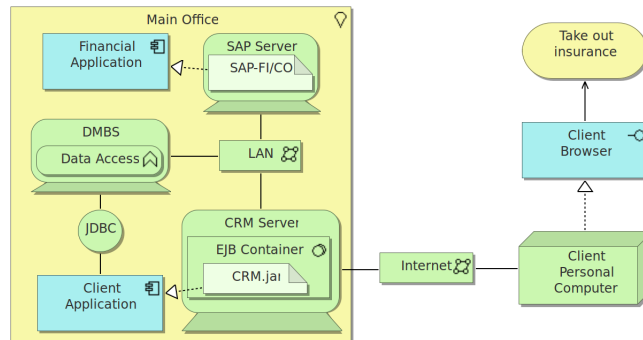 Main Office
Financial
Application
SAP Server
SAP-FI/CO
Take out
insurance
DMBS
Data Access
LAN
Client
Browser
JDBC
CRM Server
EJB Container
CRM.jar
Client
Application
Internet
Client
Personal
Computer